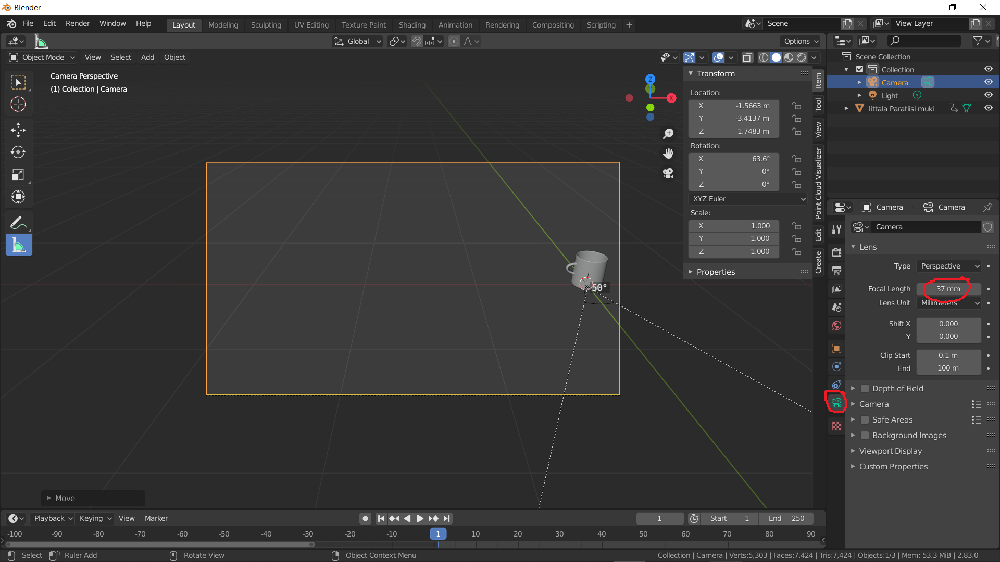 Blender
File Edit Render Window Help Layout Modeling Sculpting UV Editing Texture Paint Shading Animation Rendering Compositing Scripting + Scene View Layer
Global Options
Object Mode View Select Add Object
Camera Perspective
(1) Collection | Camera
Z
X
50°
Transform
Location:
X -1.5663 m
Y -3.4137 m
Z 1.7483 m
Rotation:
X 63.6°
Y 0°
Z 0°
XYZ Euler
Scale:
X 1.000
Y 1.000
Z 1.000
Properties
Item
Tool
View
Point Cloud Visualizer
Edit
Create
Scene Collection
Collection
Camera
Light
Iittala Paratiisi muki
Camera Camera
Camera
Lens
Type Perspective
Focal Length 37 mm
Lens Unit Millimeters
Shift X 0.000
Y 0.000
Clip Start 0.1 m
End 100 m
Depth of Field
Camera
Safe Areas
Background Images
Viewport Display
Custom Properties
Move
Playback Keying View Marker 1 Start 1 End 250
-100 -90 -80 -70 -60 -50 -40 -30 -20 -10 1 10 20 30 40 50 60 70 80 90
Select Ruler Add Rotate View Object Context Menu Collection | Camera | Verts:5,303 | Faces:7,424 | Tris:7,424 | Objects:1/3 | Mem: 53.3 MiB | 2.83.0